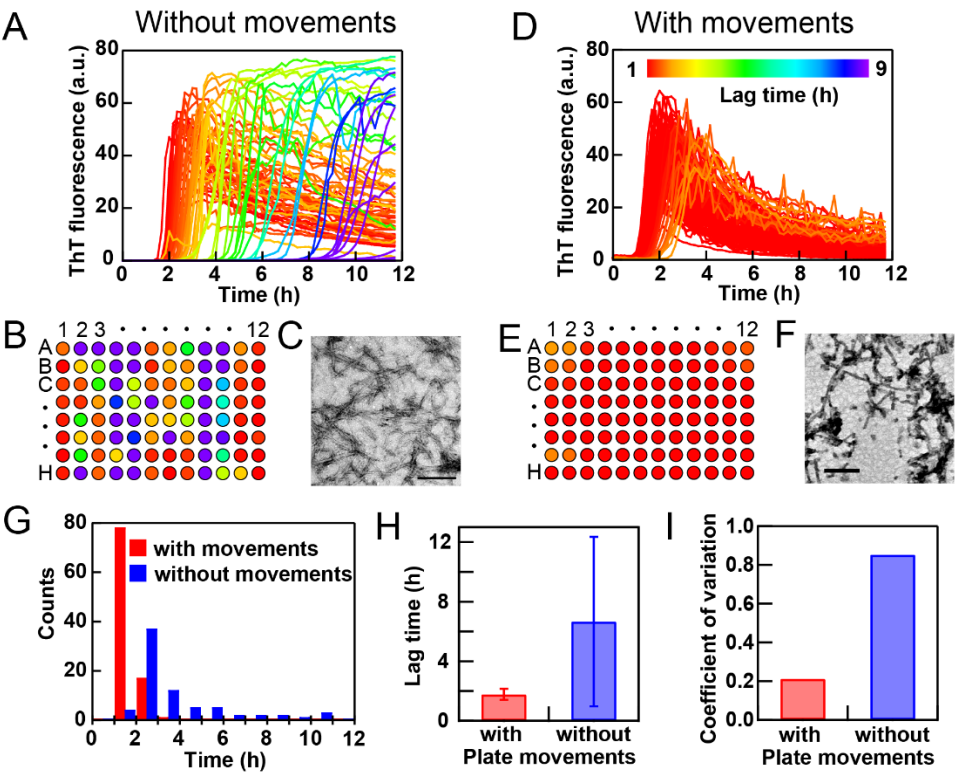 A
Without movements
ThT fluorescence (a.u.)
80
60
40
20
0
0 2 4 6 8 10 12
Time (h)
D
With movements
ThT fluorescence (a.u.)
80
60
40
20
0
1
9
Lag time (h)
0 2 4 6 8 10 12
Time (h)
B
1 2 3 · · · · · · · 12
A
B
C
·
·
·
H
C
E
1 2 3 · · · · · · · 12
A
B
C
·
·
·
H
F
G
Counts
80
60
40
20
0
with movements
without movements
0 2 4 6 8 10 12
Time (h)
H
Lag time (h)
12
8
4
0
with without
Plate movements
I
Coefficient of variation
1.0
0.8
0.6
0.4
0.2
0.0
with without
Plate movements